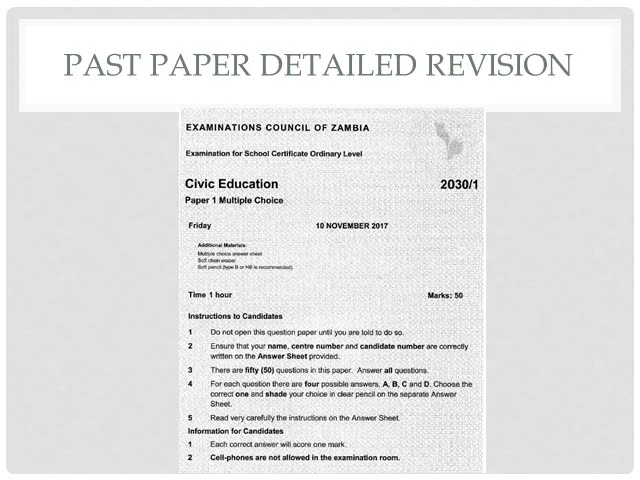 PAST PAPER DETAILED REVISION
EXAMINATIONS COUNCIL OF ZAMBIA
Examination for School Certificate Ordinary Level
Civic Education 2030/1
Paper 1 Multiple Choice
Friday 10 NOVEMBER 2017
Additional Materials:
Multiple choice answer sheet
Soft clean eraser
Soft pencil (type B or HB is recommended).
Time 1 hour Marks: 50
Instructions to Candidates
1 Do not open this question paper until you are told to do so.
2 Ensure that your name, centre number and candidate number are correctly
written on the Answer Sheet provided.
3 There are fifty (50) questions in this paper. Answer all questions.
4 For each question there are four possible answers, A, B, C and D. Choose the
correct one and shade your choice in clear pencil on the separate Answer
Sheet.
5 Read very carefully the instructions on the Answer Sheet.
Information for Candidates
1 Each correct answer will score one mark.
2 Cell-phones are not allowed in the examination room.